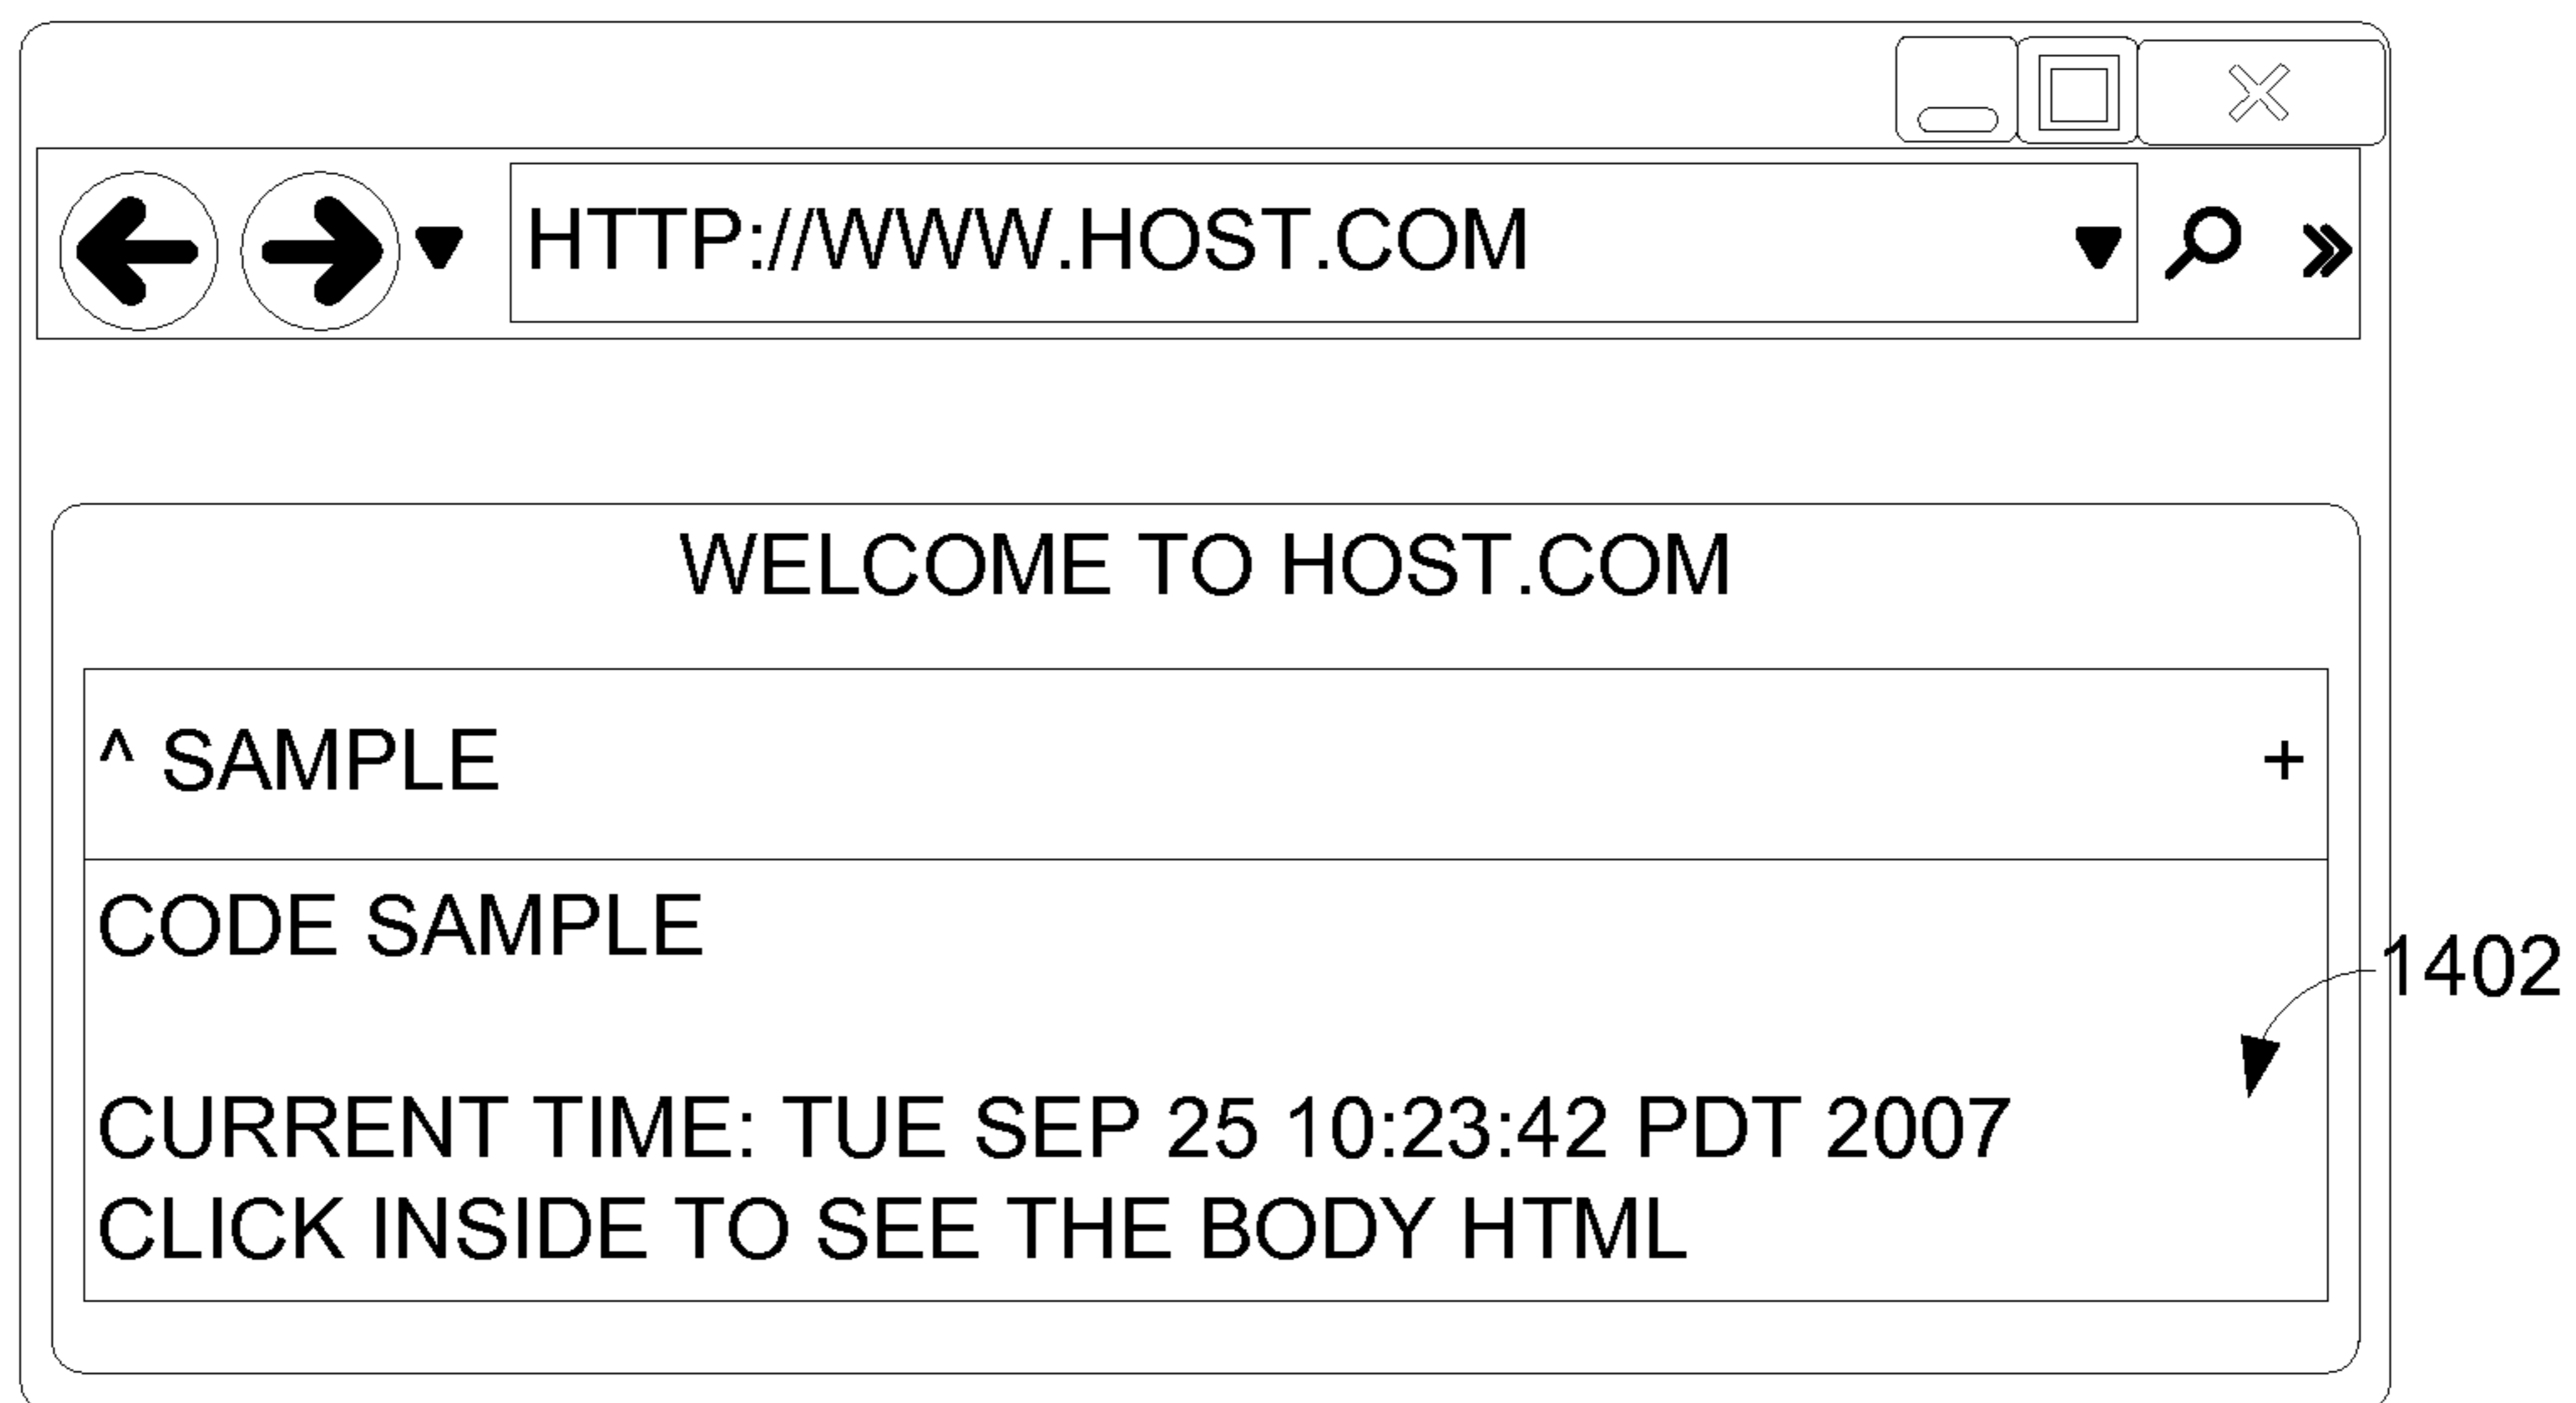 HTTP://WWW.HOST.COM
WELCOME TO HOST.COM
^ SAMPLE +
CODE SAMPLE
1402
CURRENT TIME: TUE SEP 25 10:23:42 PDT 2007
CLICK INSIDE TO SEE THE BODY HTML